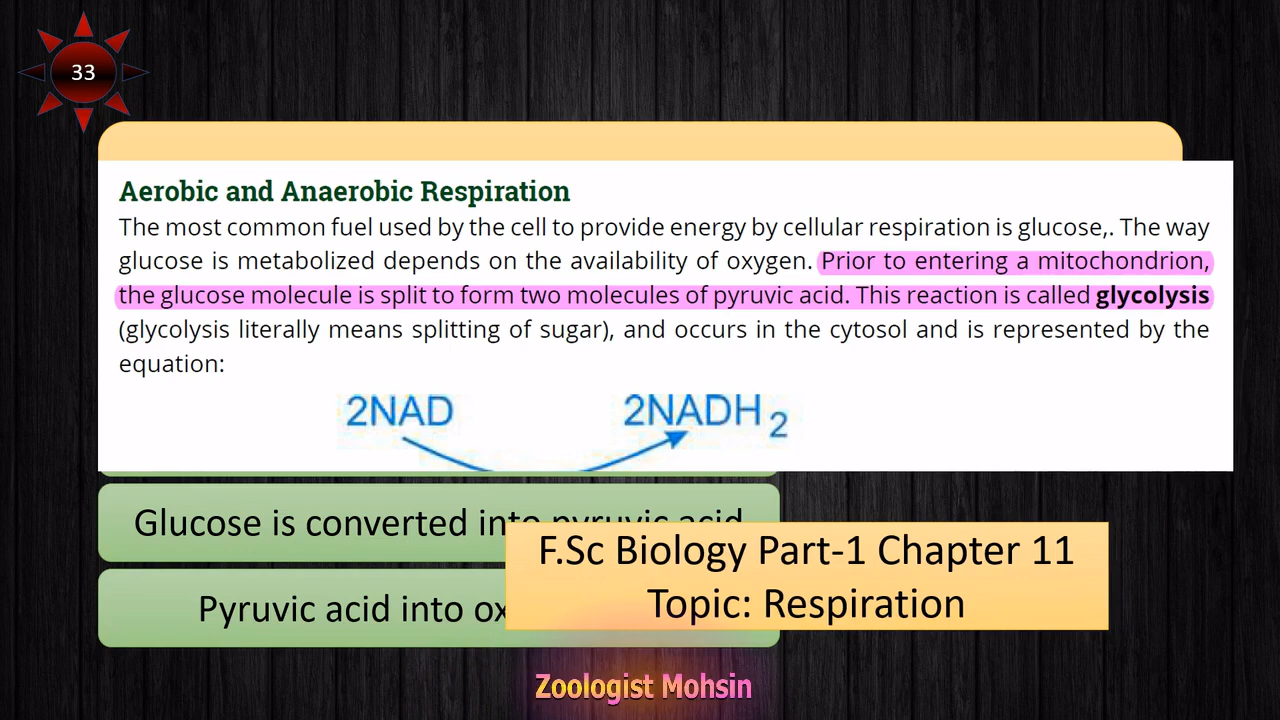 33
Aerobic and Anaerobic Respiration
The most common fuel used by the cell to provide energy by cellular respiration is glucose,. The way
glucose is metabolized depends on the availability of oxygen. Prior to entering a mitochondrion,
the glucose molecule is split to form two molecules of pyruvic acid. This reaction is called glycolysis
(glycolysis literally means splitting of sugar), and occurs in the cytosol and is represented by the
equation:
2NAD 2NADH2
Glucose is converted into pyruvic acid
Pyruvic acid into
F.Sc Biology Part-1 Chapter 11
Topic: Respiration
Zoologist Mohsin